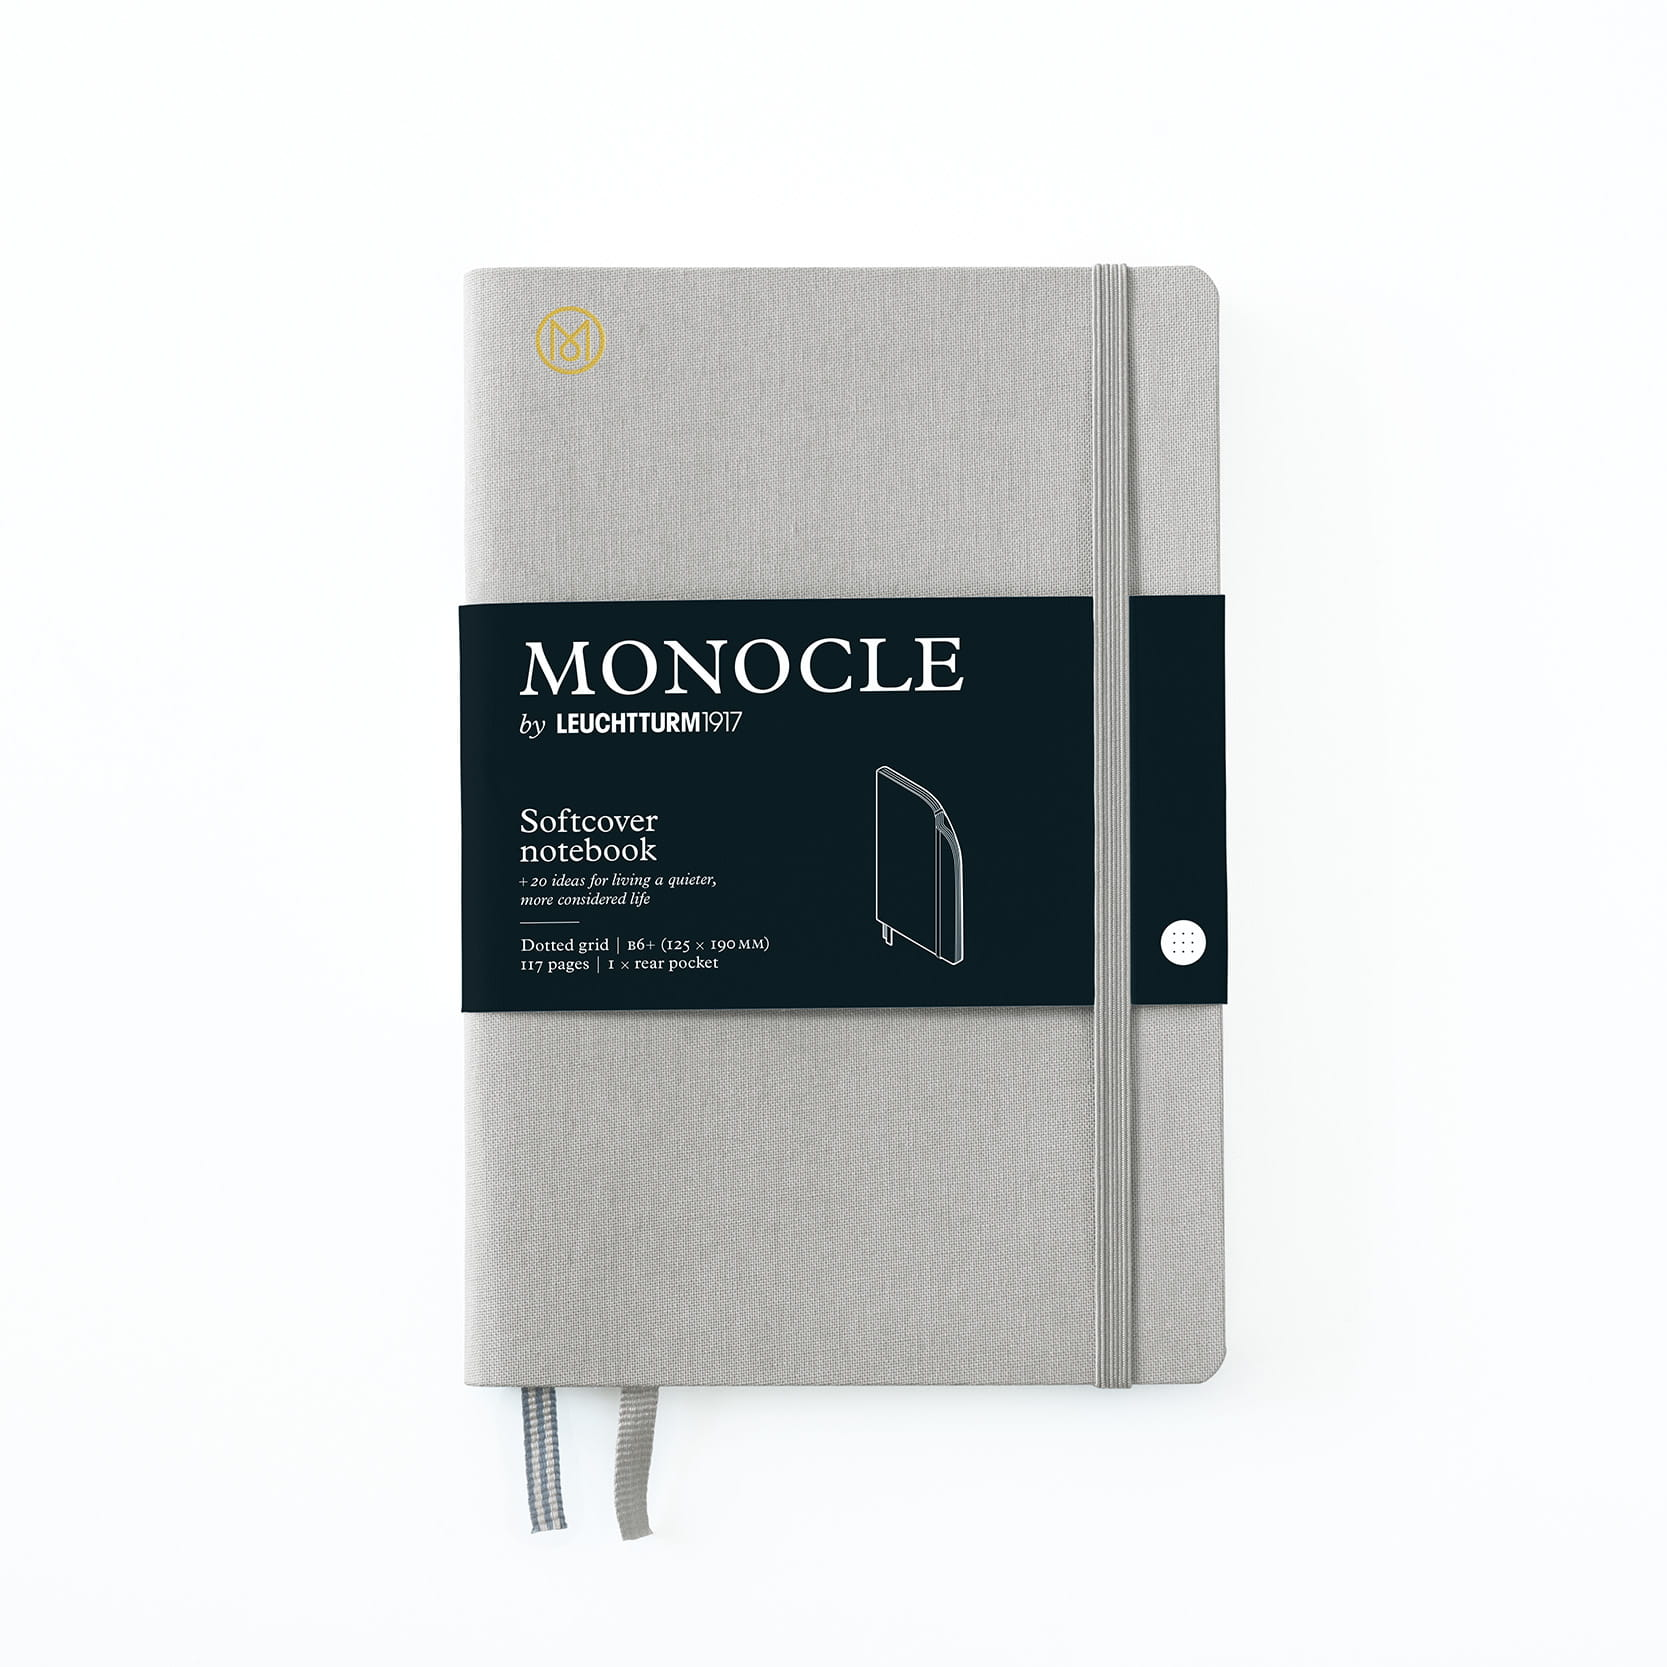 M
MONOCLE
by LEUCHTTURM1917
Softcover
notebook
+20 ideas for living a quieter,
more considered life
Dotted grid | B6+ (125 × 190 MM)
117 pages | 1 × rear pocket